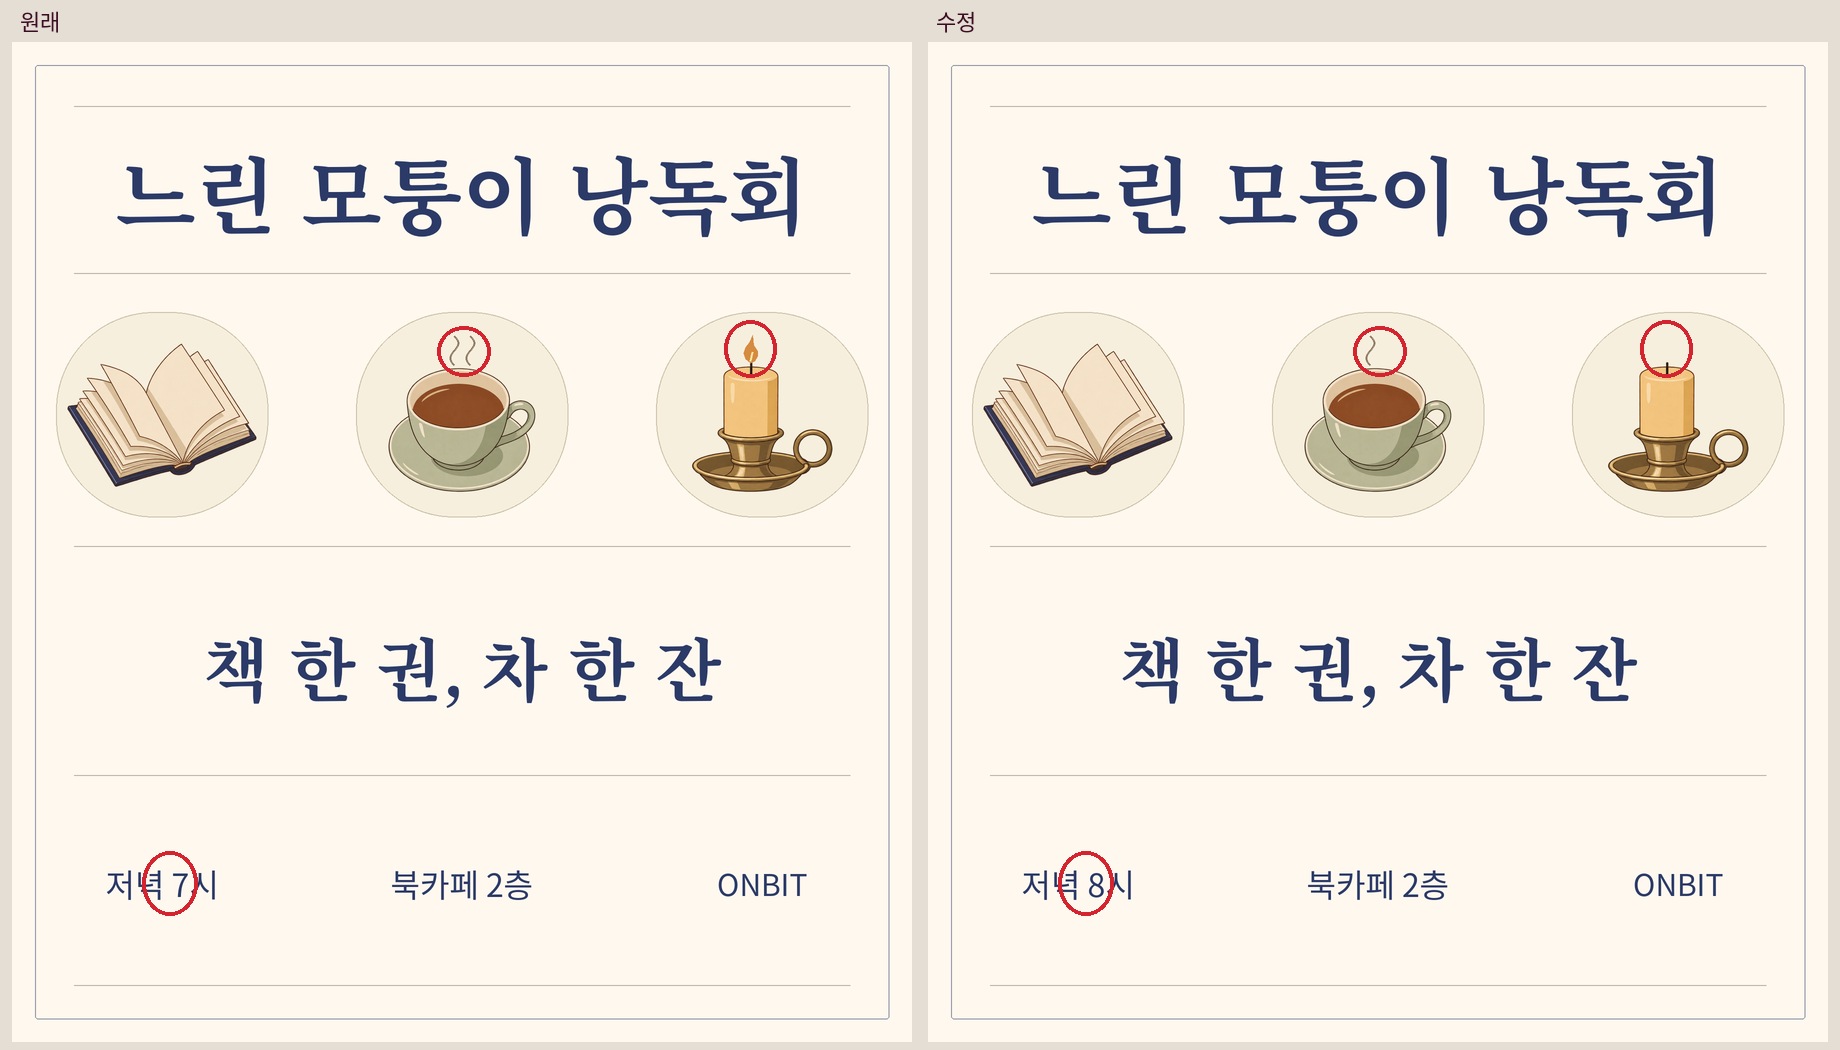 원래
느린 모퉁이 낭독회
책 한 권, 차 한 잔
저녁 7시
북카페 2층
ONBIT
수정
느린 모퉁이 낭독회
책 한 권, 차 한 잔
저녁 8시
북카페 2층
ONBIT